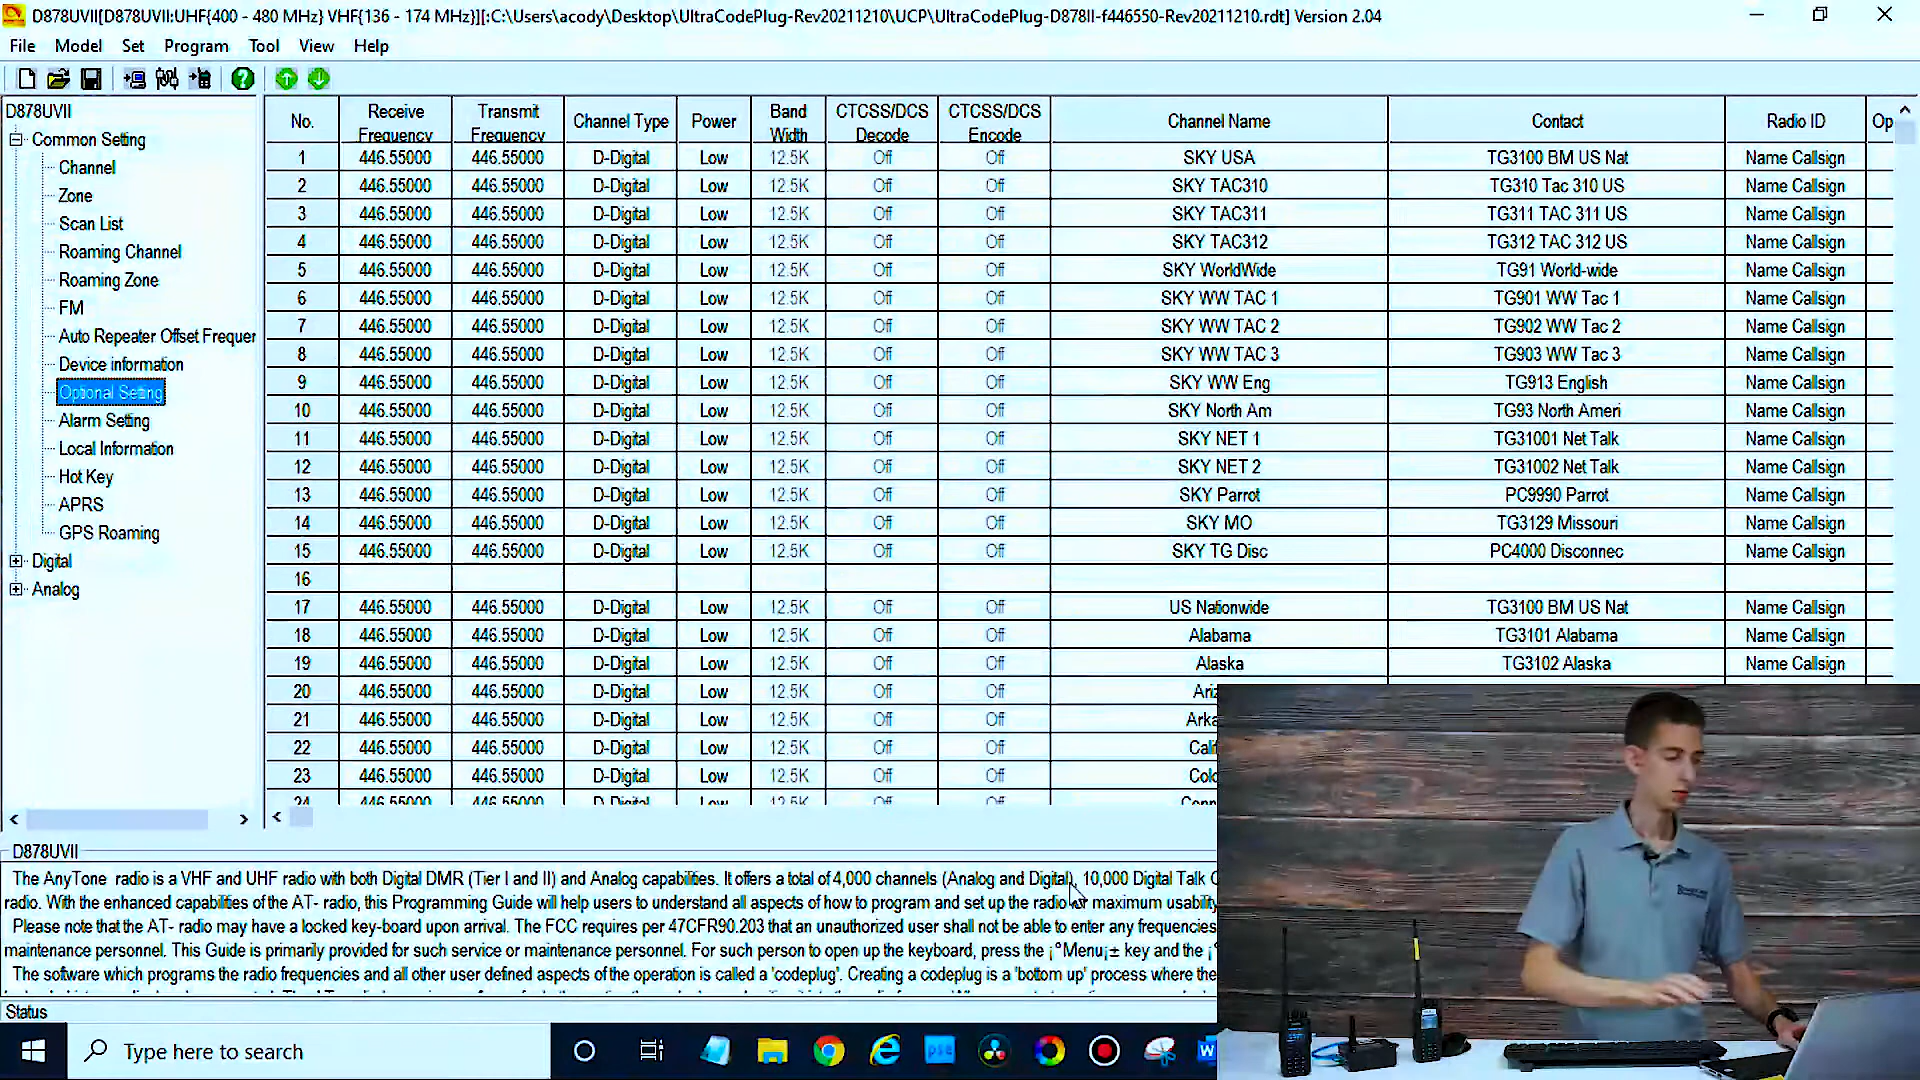 D878UVII[D878UVII:UHF{400 - 480 MHz} VHF{136 - 174 MHz}][:C:\Users\acody\Desktop\UltraCodePlug-Rev20211210\UCP\UltraCodePlug-D878II-f446550-Rev20211210.rdt] Version 2.04
File Model Set Program Tool View Help
D878UVII
Common Setting
Channel
Zone
Scan List
Roaming Channel
Roaming Zone
FM
Auto Repeater Offset Frequer
Device information
Optional Setting
Alarm Setting
Local Information
Hot Key
APRS
GPS Roaming
Digital
Analog
No. Receive Frequency Transmit Frequency Channel Type Power Band Width CTCSS/DCS Decode CTCSS/DCS Encode Channel Name Contact Radio ID Op
1 446.55000 446.55000 D-Digital Low 12.5K Off Off SKY USA TG3100 BM US Nat Name Callsign
2 446.55000 446.55000 D-Digital Low 12.5K Off Off SKY TAC310 TG310 Tac 310 US Name Callsign
3 446.55000 446.55000 D-Digital Low 12.5K Off Off SKY TAC311 TG311 TAC 311 US Name Callsign
4 446.55000 446.55000 D-Digital Low 12.5K Off Off SKY TAC312 TG312 TAC 312 US Name Callsign
5 446.55000 446.55000 D-Digital Low 12.5K Off Off SKY WorldWide TG91 World-wide Name Callsign
6 446.55000 446.55000 D-Digital Low 12.5K Off Off SKY WW TAC 1 TG901 WW Tac 1 Name Callsign
7 446.55000 446.55000 D-Digital Low 12.5K Off Off SKY WW TAC 2 TG902 WW Tac 2 Name Callsign
8 446.55000 446.55000 D-Digital Low 12.5K Off Off SKY WW TAC 3 TG903 WW Tac 3 Name Callsign
9 446.55000 446.55000 D-Digital Low 12.5K Off Off SKY WW Eng TG913 English Name Callsign
10 446.55000 446.55000 D-Digital Low 12.5K Off Off SKY North Am TG93 North Ameri Name Callsign
11 446.55000 446.55000 D-Digital Low 12.5K Off Off SKY NET 1 TG31001 Net Talk Name Callsign
12 446.55000 446.55000 D-Digital Low 12.5K Off Off SKY NET 2 TG31002 Net Talk Name Callsign
13 446.55000 446.55000 D-Digital Low 12.5K Off Off SKY Parrot PC9990 Parrot Name Callsign
14 446.55000 446.55000 D-Digital Low 12.5K Off Off SKY MO TG3129 Missouri Name Callsign
15 446.55000 446.55000 D-Digital Low 12.5K Off Off SKY TG Disc PC4000 Disconnec Name Callsign
16
17 446.55000 446.55000 D-Digital Low 12.5K Off Off US Nationwide TG3100 BM US Nat Name Callsign
18 446.55000 446.55000 D-Digital Low 12.5K Off Off Alabama TG3101 Alabama Name Callsign
19 446.55000 446.55000 D-Digital Low 12.5K Off Off Alaska TG3102 Alaska Name Callsign
20 446.55000 446.55000 D-Digital Low 12.5K Off Off Ariz
21 446.55000 446.55000 D-Digital Low 12.5K Off Off Arka
22 446.55000 446.55000 D-Digital Low 12.5K Off Off Calif
23 446.55000 446.55000 D-Digital Low 12.5K Off Off Colo
24 446.55000 446.55000 D-Digital Low 12.5K Off Off Conn
D878UVII
The AnyTone radio is a VHF and UHF radio with both Digital DMR (Tier I and II) and Analog capabilities. It offers a total of 4,000 channels (Analog and Digital), 10,000 Digital Talk
radio. With the enhanced capabilities of the AT- radio, this Programming Guide will help users to understand all aspects of how to program and set up the radio for maximum usability
Please note that the AT- radio may have a locked key-board upon arrival. The FCC requires per 47CFR90.203 that an unauthorized user shall not be able to enter any frequencies
maintenance personnel. This Guide is primarily provided for such service or maintenance personnel. For such person to open up the keyboard, press the ¡°Menu¡± key and the ¡°
The software which programs the radio frequencies and all other user defined aspects of the operation is called a 'codeplug'. Creating a codeplug is a 'bottom up' process where the
Status
Type here to search